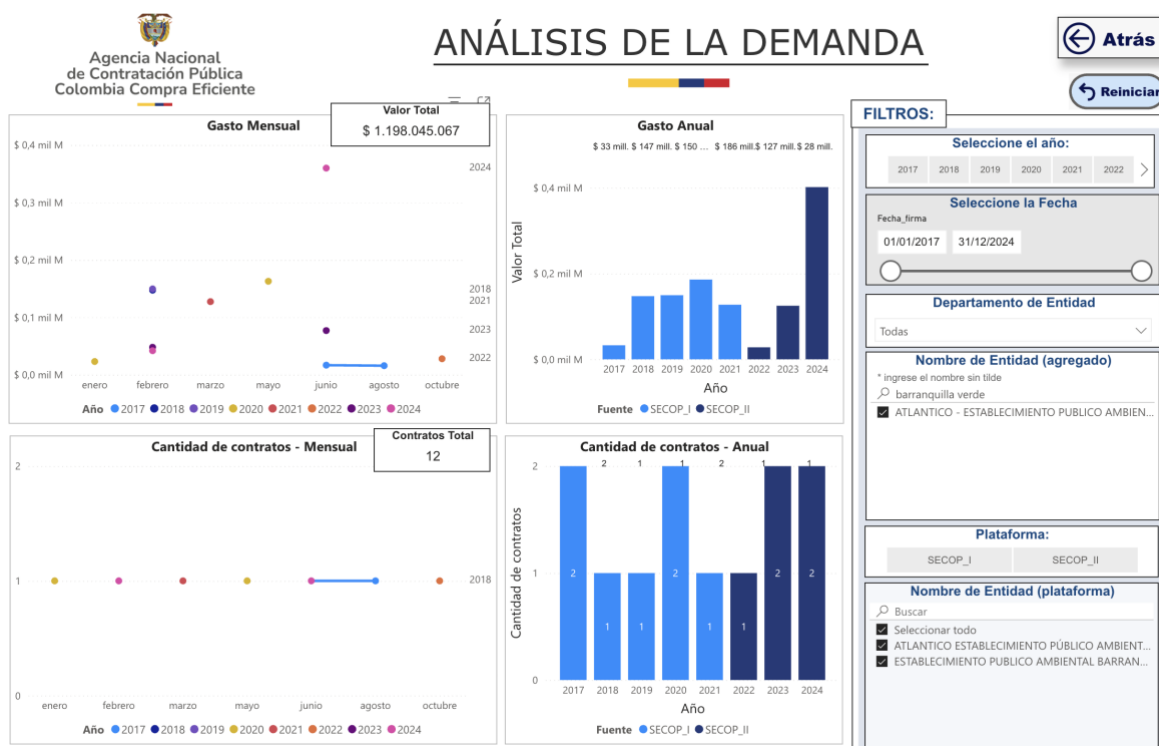 Agencia Nacional
de Contratación Pública
Colombia Compra Eficiente
ANÁLISIS DE LA DEMANDA
Atrás
Reiniciar
Gasto Mensual
Valor Total
$ 1.198.045.067
$ 0,4 mil M
$ 0,3 mil M
$ 0,2 mil M
$ 0,1 mil M
$ 0,0 mil M
2024
2018
2021
2023
2022
enero febrero marzo mayo junio agosto octubre
Año 2017 2018 2019 2020 2021 2022 2023 2024
Gasto Anual
$ 33 mill. $ 147 mill. $ 150 ... $ 186 mill. $ 127 mill. $ 28 mill.
Valor Total
$ 0,4 mil M
$ 0,2 mil M
$ 0,0 mil M
2017 2018 2019 2020 2021 2022 2023 2024
Año
Fuente SECOP_I SECOP_II
Cantidad de contratos - Mensual
Contratos Total
12
2
1
0
2018
enero febrero marzo mayo junio agosto octubre
Año 2017 2018 2019 2020 2021 2022 2023 2024
Cantidad de contratos - Anual
2 1 1 2 1 1
Cantidad de contratos
2
1
0
2 1 1 2 1 1 2 2
2017 2018 2019 2020 2021 2022 2023 2024
Año
Fuente SECOP_I SECOP_II
FILTROS:
Seleccione el año:
2017 2018 2019 2020 2021 2022
Seleccione la Fecha
Fecha_firma
01/01/2017 31/12/2024
Departamento de Entidad
Todas
Nombre de Entidad (agregado)
* ingrese el nombre sin tilde
barranquilla verde
ATLANTICO - ESTABLECIMIENTO PUBLICO AMBIEN...
Plataforma:
SECOP_I SECOP_II
Nombre de Entidad (plataforma)
Buscar
Seleccionar todo
ATLANTICO ESTABLECIMIENTO PÚBLICO AMBIENT...
ESTABLECIMIENTO PUBLICO AMBIENTAL BARRAN...